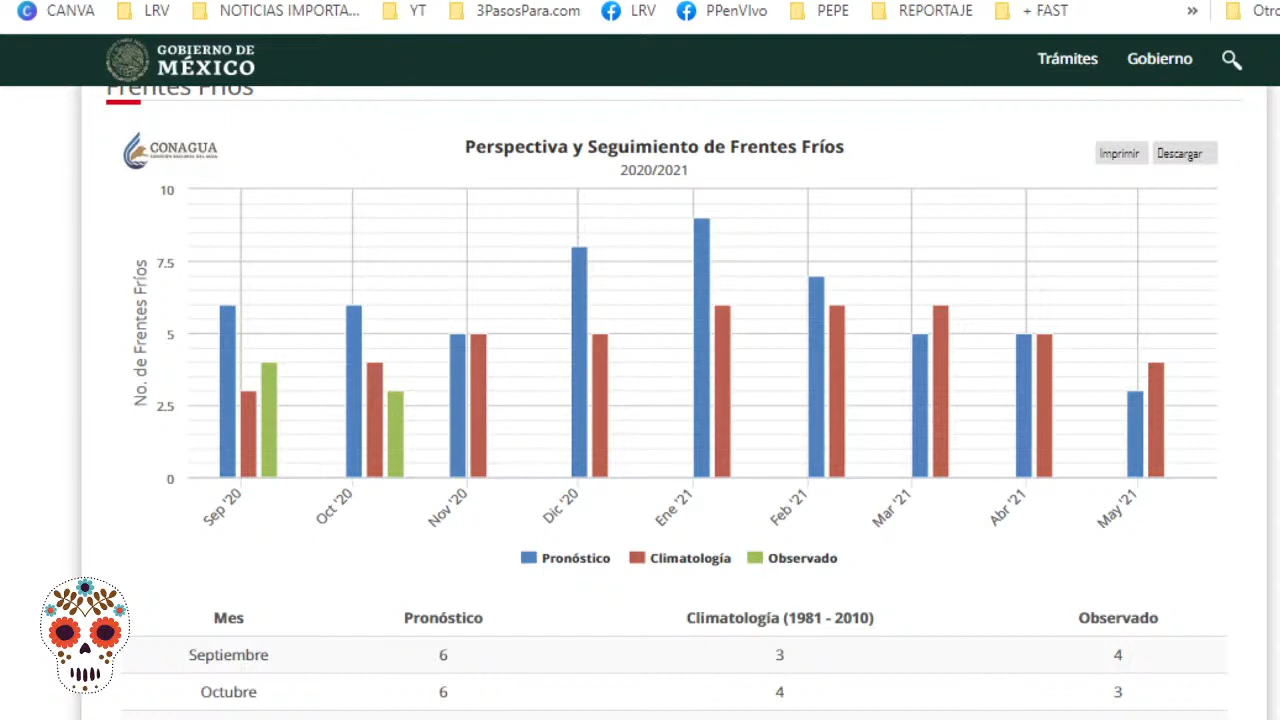 CANVA LRV NOTICIAS IMPORTA... YT 3PasosPara.com LRV PPenVIvo PEPE REPORTAJE + FAST » Otro
GOBIERNO DE
MÉXICO
Trámites Gobierno
Frentes Fríos
CONAGUA
Perspectiva y Seguimiento de Frentes Fríos
2020/2021
Imprimir Descargar
No. de Frentes Fríos
10
7.5
5
2.5
0
Sep '20 Oct '20 Nov '20 Dic '20 Ene '21 Feb '21 Mar '21 Abr '21 May '21
Pronóstico Climatología Observado
Mes Pronóstico Climatología (1981 - 2010) Observado
Septiembre 6 3 4
Octubre 6 4 3